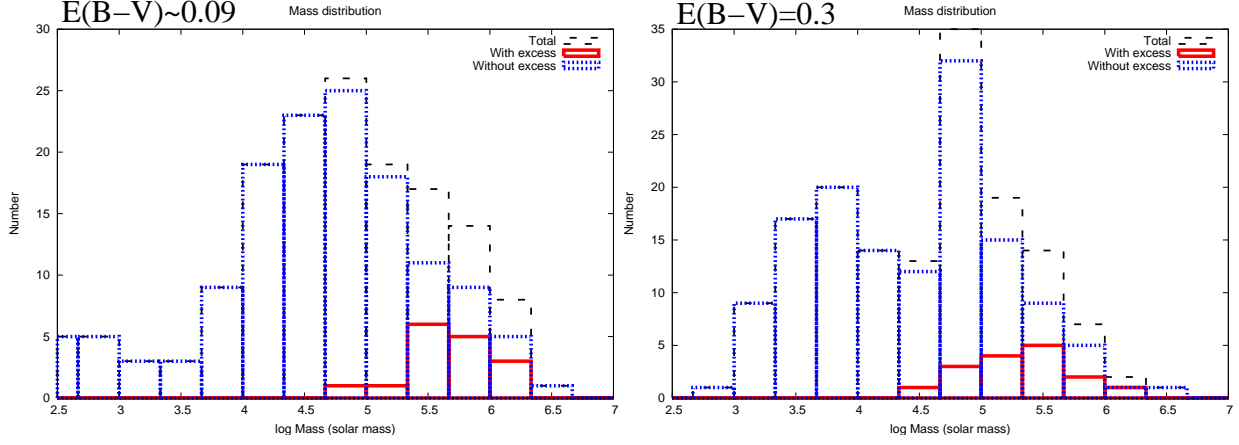 E(B−V)~0.09
Mass distribution
30
25
20
15
10
5
0
Number
2.5 3 3.5 4 4.5 5 5.5 6 6.5 7
log Mass (solar mass)
Total
With excess
Without excess
E(B−V)=0.3
Mass distribution
35
30
25
20
15
10
5
0
Number
2.5 3 3.5 4 4.5 5 5.5 6 6.5 7
log Mass (solar mass)
Total
With excess
Without excess